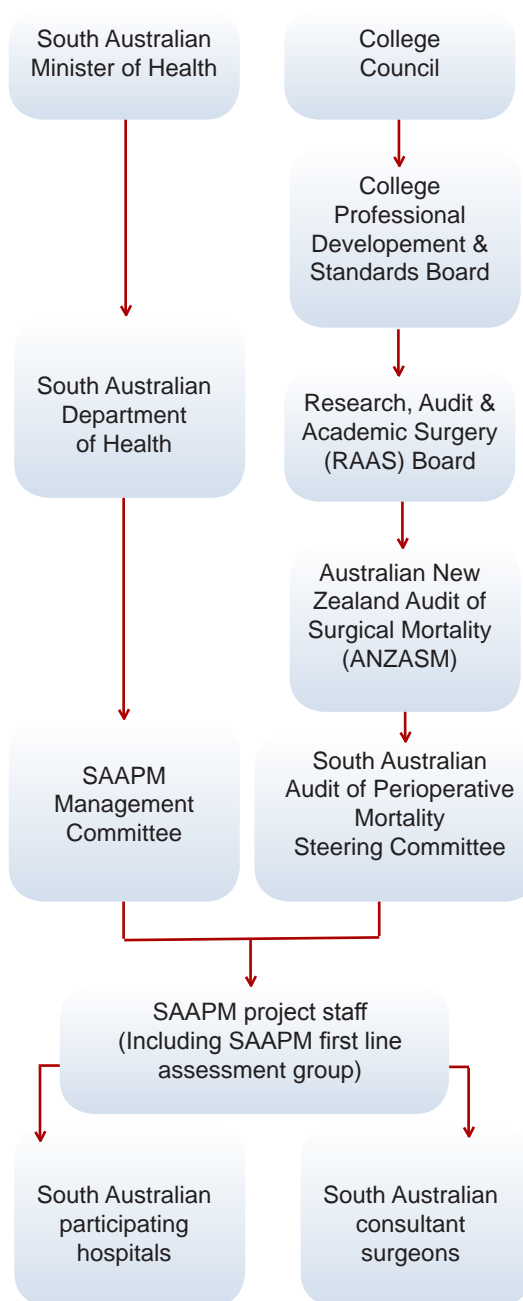 South Australian
Minister of Health
College
Council
College
Professional
Developement &
Standards Board
South Australian
Department
of Health
Research, Audit &
Academic Surgery
(RAAS) Board
Australian New
Zealand Audit of
Surgical Mortality
(ANZASM)
SAAPM
Management
Committee
South Australian
Audit of Perioperative
Mortality
Steering Committee
SAAPM project staff
(Including SAAPM first line
assessment group)
South Australian
participating
hospitals
South Australian
consultant
surgeons